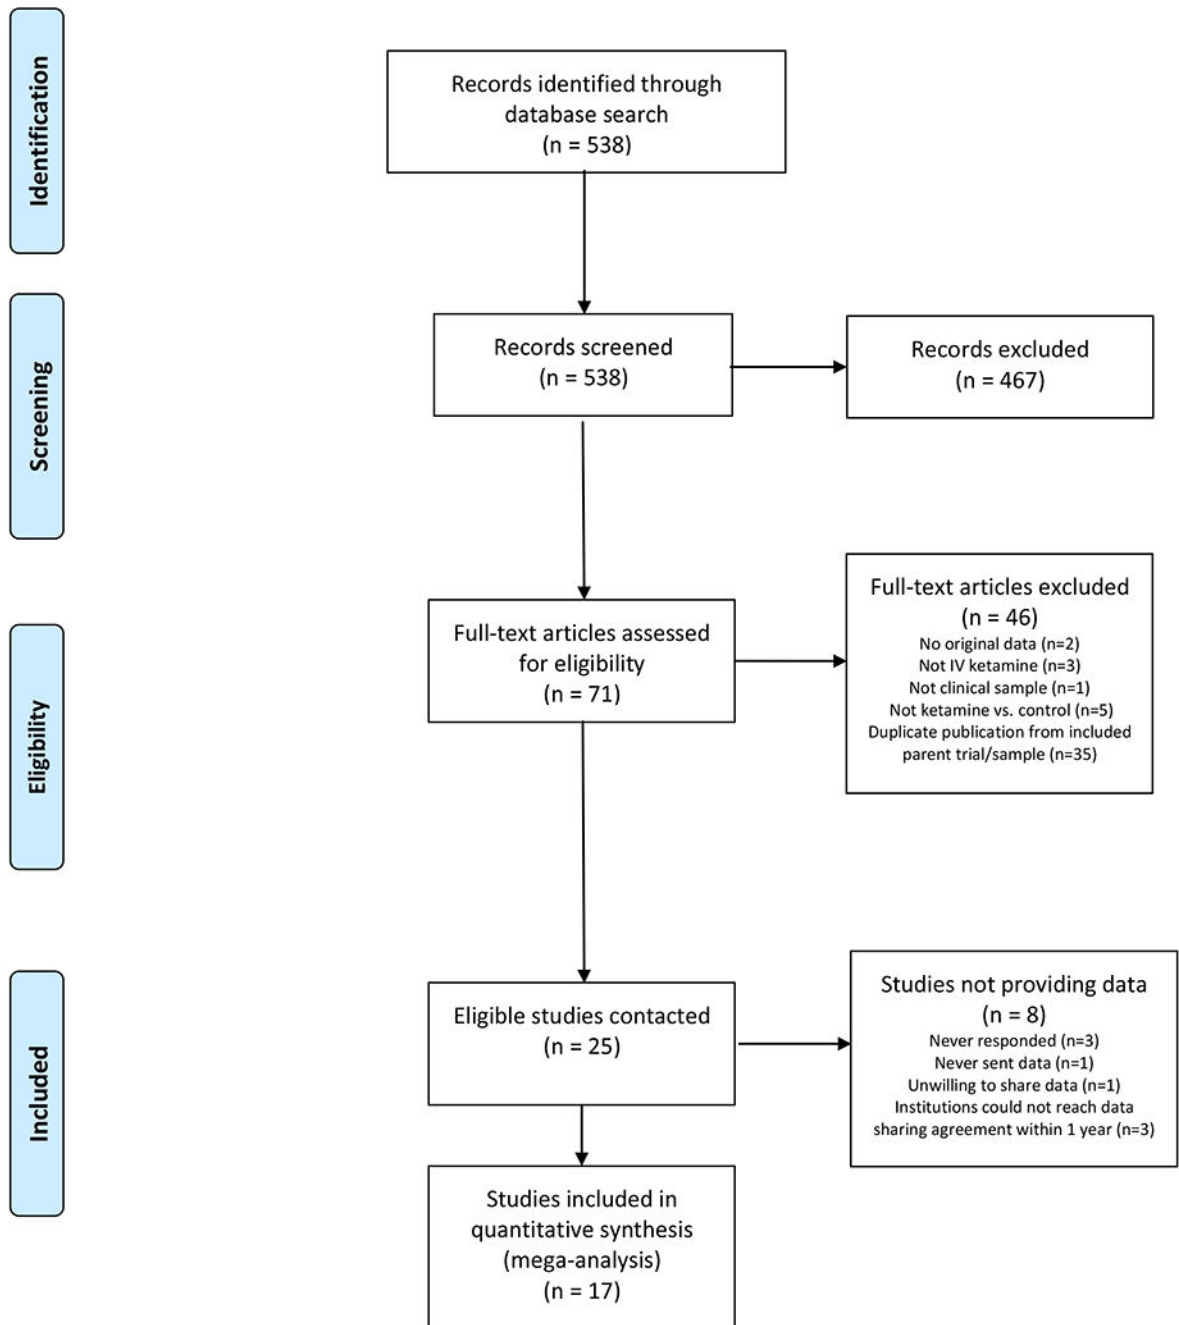 Identification
Records identified through
database search
(n = 538)
Screening
Records screened
(n = 538)
Records excluded
(n = 467)
Eligibility
Full-text articles assessed
for eligibility
(n = 71)
Full-text articles excluded
(n = 46)
No original data (n=2)
Not IV ketamine (n=3)
Not clinical sample (n=1)
Not ketamine vs. control (n=5)
Duplicate publication from included
parent trial/sample (n=35)
Included
Eligible studies contacted
(n = 25)
Studies not providing data
(n = 8)
Never responded (n=3)
Never sent data (n=1)
Unwilling to share data (n=1)
Institutions could not reach data
sharing agreement within 1 year (n=3)
Studies included in
quantitative synthesis
(mega-analysis)
(n = 17)